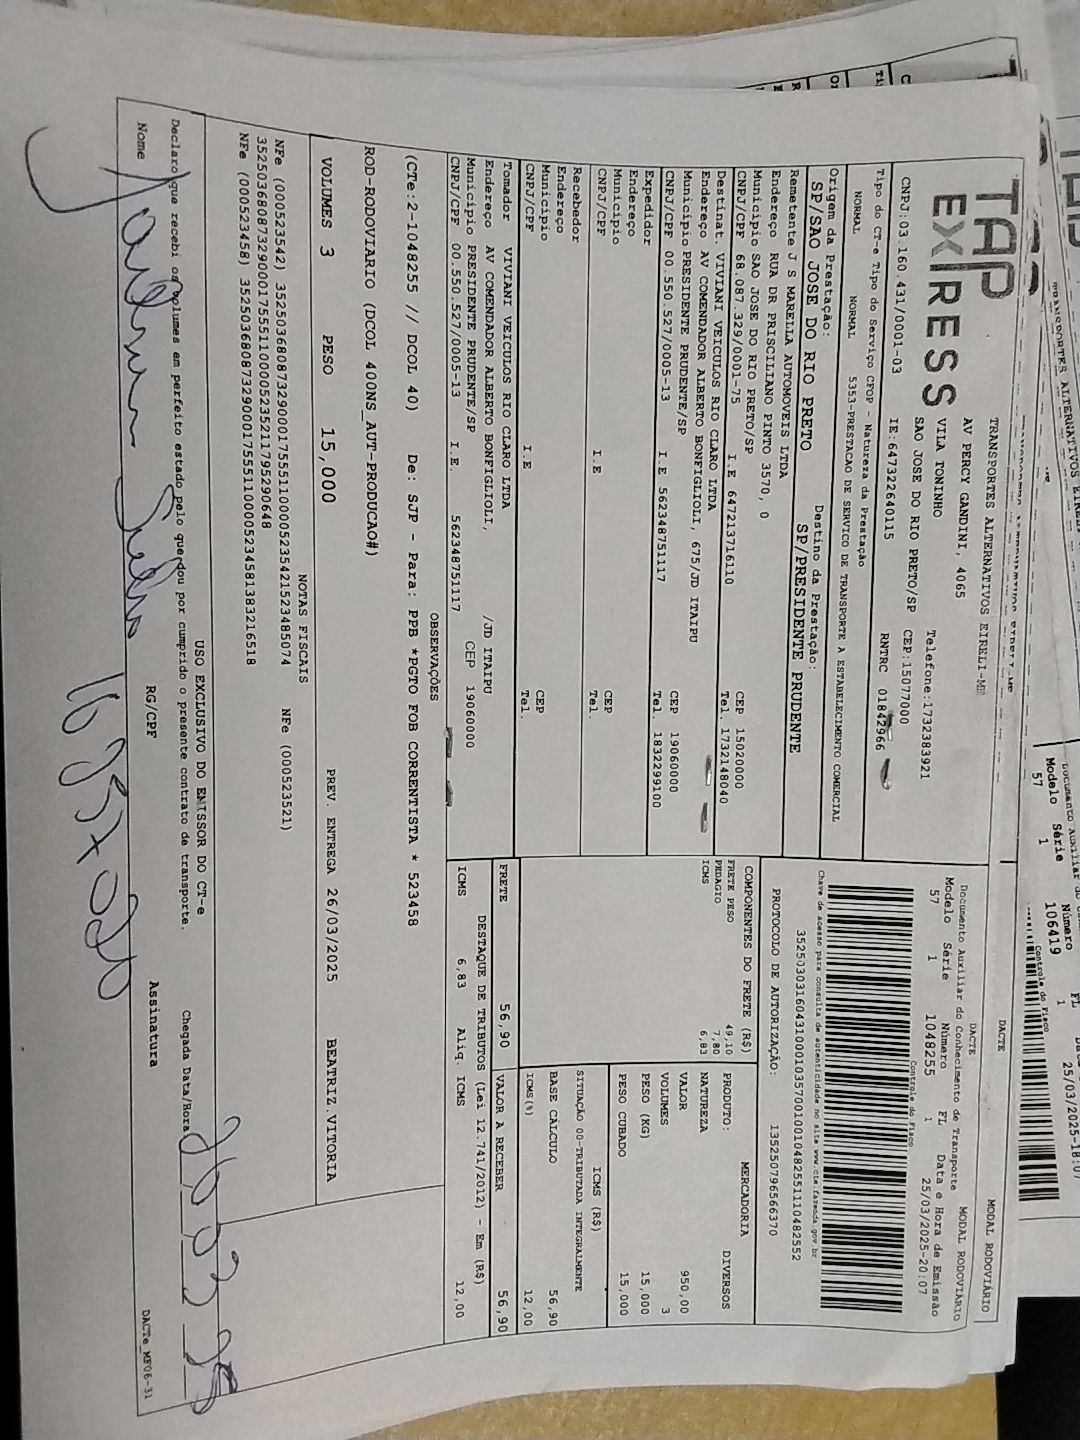 TAP
EXPRESS
TRANSPORTES ALTERNATIVOS EIRELI-ME
AV PERCY GANDINI, 4065
VILA TONINHO
SAO JOSE DO RIO PRETO/SP
Telefone:1732383921
CEP:15077000
CNPJ:03.160.431/0001-03 IE:647322640115 RNTRC 01842966
DACTE MODAL RODOVIÁRIO
DACTE
Documento Auxiliar do Conhecimento de Transporte MODAL RODOVIÁRIO
Modelo Série Número FL Data e Hora de Emissão
57 1 1048255 1 25/03/2025-20:07
Controle do Fisco
Tipo do CT-e Tipo do Serviço CFOP - Natureza da Prestação
NORMAL NORMAL 5353-PRESTACAO DE SERVICO DE TRANSPORTE A ESTABELECIMENTO COMERCIAL
Chave de acesso para consulta de autenticidade no site www.cte.fazenda.gov.br
35250303160431000103570010010482551110482552
PROTOCOLO DE AUTORIZAÇÃO: 135250796566370
Origem da Prestação: Destino da Prestação:
SP/SAO JOSE DO RIO PRETO SP/PRESIDENTE PRUDENTE
Remetente J S MARELLA AUTOMOVEIS LTDA
Endereço RUA DR PRISCILIANO PINTO 3570, 0
Município SAO JOSE DO RIO PRETO/SP CEP 15020000
CNPJ/CPF 68.087.329/0001-75 I.E 647213716110 Tel. 1732148040
Destinat. VIVIANI VEICULOS RIO CLARO LTDA
Endereço AV COMENDADOR ALBERTO BONFIGLIOLI, 675/JD ITAIPU
Município PRESIDENTE PRUDENTE/SP CEP 19060000
CNPJ/CPF 00.550.527/0005-13 I.E 562348751117 Tel. 1832299100
Expedidor
Endereço
Município CEP
CNPJ/CPF I.E Tel.
Recebedor
Endereço
Município CEP
CNPJ/CPF I.E Tel.
Tomador VIVIANI VEICULOS RIO CLARO LTDA
Endereço AV COMENDADOR ALBERTO BONFIGLIOLI, /JD ITAIPU
Município PRESIDENTE PRUDENTE/SP CEP 19060000
CNPJ/CPF 00.550.527/0005-13 I.E. 562348751117
COMPONENTES DO FRETE (R$)
FRETE PESO 49,10
PEDAGIO 7,80
ICMS 6,83
MERCADORIA
PRODUTO: DIVERSOS
NATUREZA
VALOR 950,00
VOLUMES 3
PESO (KG) 15,000
PESO CUBADO 15,000
ICMS (R$)
SITUAÇÃO 00-TRIBUTADA INTEGRALMENTE
BASE CÁLCULO 56,90
ICMS(%) 12,00
FRETE 56,90 VALOR A RECEBER 56,90
DESTAQUE DE TRIBUTOS (Lei 12.741/2012) - Em (R$)
ICMS 6,83 Aliq. ICMS 12,00
OBSERVAÇÕES
(CTe:2-1048255 // DCOL 40) De: SJP - Para: PPB *PGTO FOB CORRENTISTA * 523458
ROD-RODOVIARIO (DCOL 400NS_AUT-PRODUCAO#)
VOLUMES 3 PESO 15,000 PREV. ENTREGA 26/03/2025 BEATRIZ.VITORIA
NOTAS FISCAIS
NFe (000523542) 35250368087329000175551100005235421523485074 NFe (000523521)
35250368087329000175551100005235211795290648
NFe (000523458) 35250368087329000175551100005234581383216518
USO EXCLUSIVO DO EMISSOR DO CT-e
Declaro que recebi os volumes em perfeito estado pelo que dou por cumprido o presente contrato de transporte. Chegada Data/Hora 26 03 25
Nome RG/CPF Assinatura
DACTe_MF06-31
Modelo Série Número FL
57 1 106419 1 25/03/2025-18:07
Controle do Fisco